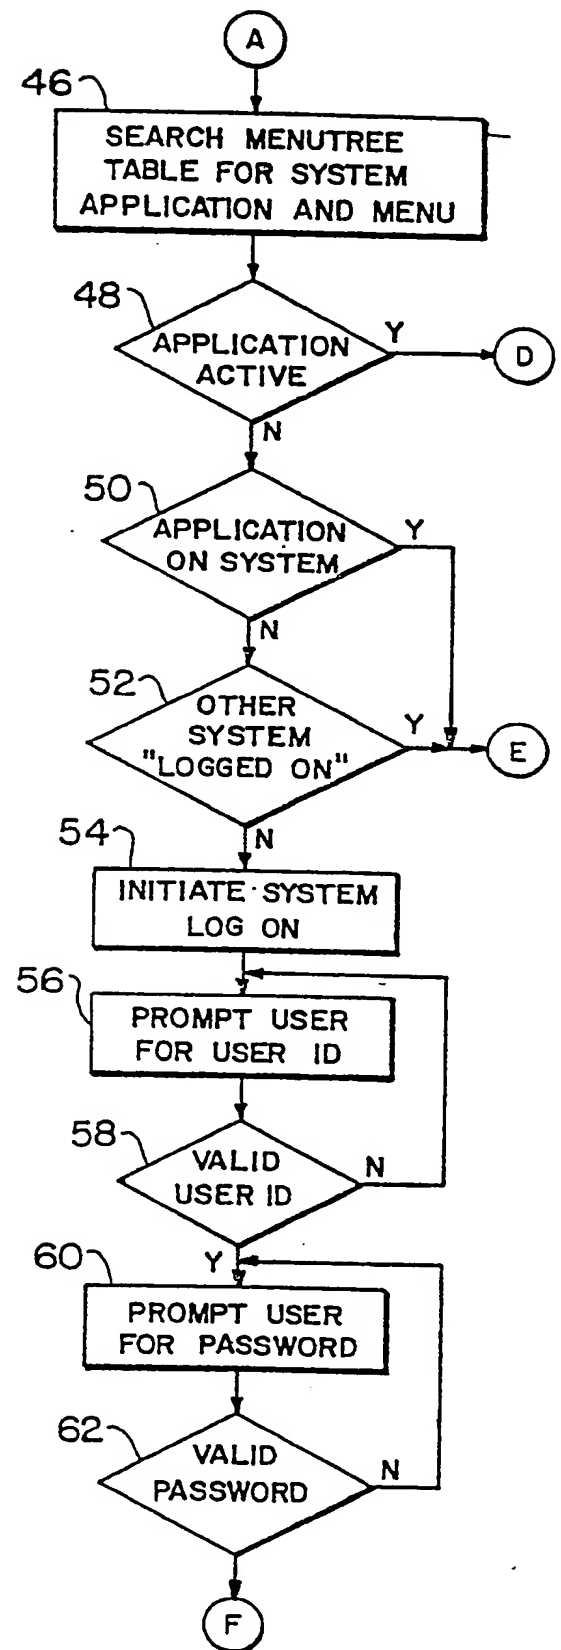 A
46
SEARCH MENUTREE
TABLE FOR SYSTEM
APPLICATION AND MENU
48
APPLICATION
ACTIVE
Y
D
N
50
APPLICATION
ON SYSTEM
Y
N
52
OTHER
SYSTEM
"LOGGED ON"
Y
E
N
54
INITIATE SYSTEM
LOG ON
56
PROMPT USER
FOR USER ID
58
VALID
USER ID
N
Y
60
PROMPT USER
FOR PASSWORD
62
VALID
PASSWORD
N
F